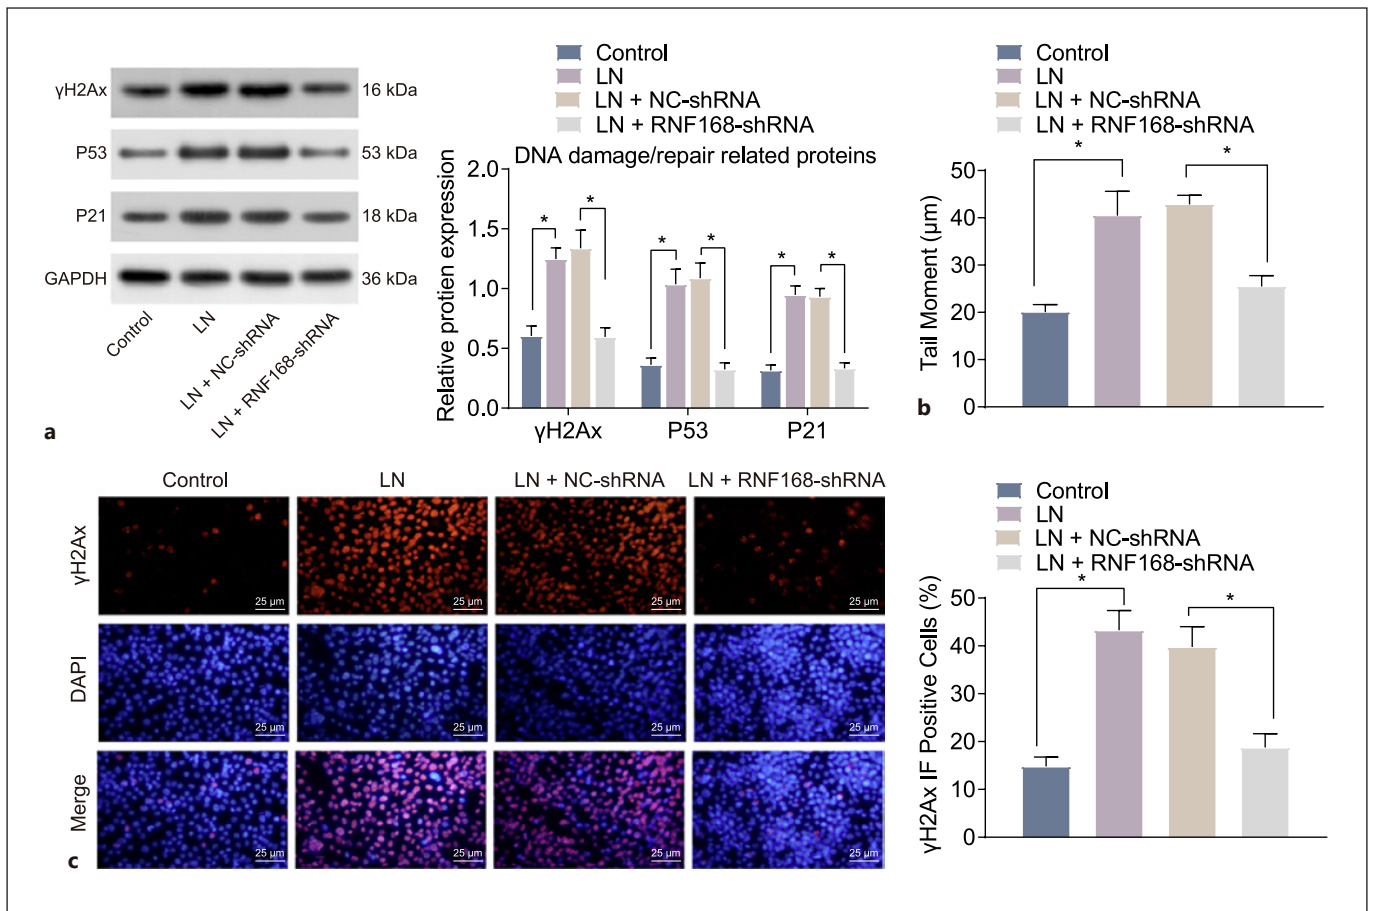 γH2Ax
16 kDa
P53
53 kDa
P21
18 kDa
GAPDH
36 kDa
Control
LN
LN + NC-shRNA
LN + RNF168-shRNA
a
Control
LN
LN + NC-shRNA
LN + RNF168-shRNA
DNA damage/repair related proteins
Relative protien expression
2.0
1.5
1.0
0.5
0.0
* * * * * *
γH2Ax P53 P21
Control
LN
LN + NC-shRNA
LN + RNF168-shRNA
Tail Moment (μm)
50
40
30
20
10
0
* *
b
Control LN LN + NC-shRNA LN + RNF168-shRNA
γH2Ax
25 μm 25 μm 25 μm 25 μm
DAPI
25 μm 25 μm 25 μm 25 μm
Merge
25 μm 25 μm 25 μm 25 μm
c
Control
LN
LN + NC-shRNA
LN + RNF168-shRNA
γH2Ax IF Positive Cells (%)
50
40
30
20
10
0
* *